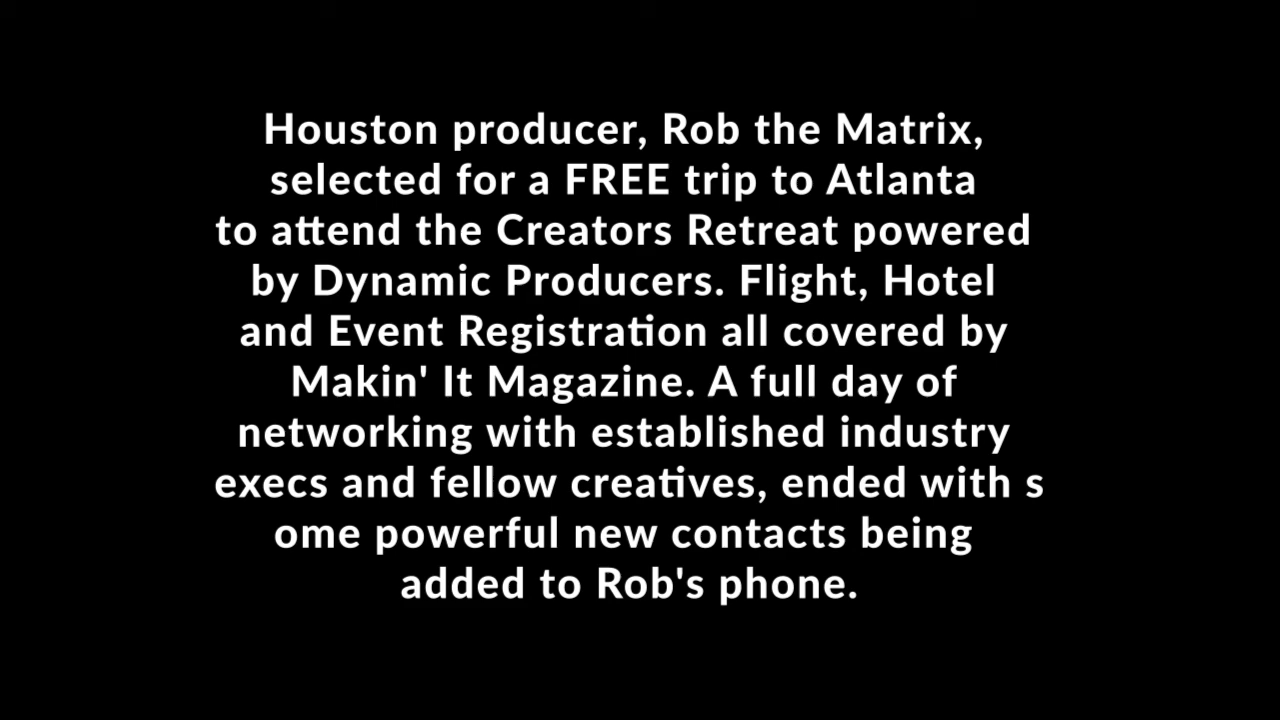 Houston producer, Rob the Matrix,
selected for a FREE trip to Atlanta
to attend the Creators Retreat powered
by Dynamic Producers. Flight, Hotel
and Event Registration all covered by
Makin' It Magazine. A full day of
networking with established industry
execs and fellow creatives, ended with s
ome powerful new contacts being
added to Rob's phone.